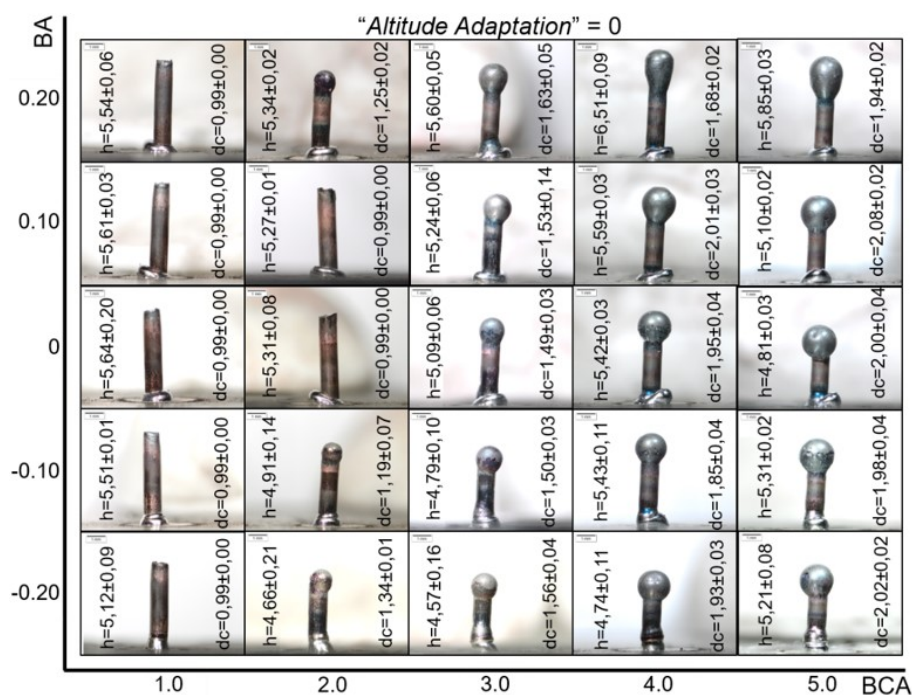 "Altitude Adaptation" = 0
BA
0.20
h=5,54±0,06
dc=0,99±0,00
h=5,34±0,02
dc=1,25±0,02
h=5,60±0,05
dc=1,63±0,05
h=6,51±0,09
dc=1,68±0,02
h=5,85±0,03
dc=1,94±0,02
0.10
h=5,61±0,03
dc=0,99±0,00
h=5,27±0,01
dc=0,99±0,00
h=5,24±0,06
dc=1,53±0,14
h=5,59±0,03
dc=2,01±0,03
h=5,10±0,02
dc=2,08±0,02
0
h=5,64±0,20
dc=0,99±0,00
h=5,31±0,08
dc=0,99±0,00
h=5,09±0,06
dc=1,49±0,03
h=5,42±0,03
dc=1,95±0,04
h=4,81±0,03
dc=2,00±0,04
-0.10
h=5,51±0,01
dc=0,99±0,00
h=4,91±0,14
dc=1,19±0,07
h=4,79±0,10
dc=1,50±0,03
h=5,43±0,11
dc=1,85±0,04
h=5,31±0,02
dc=1,98±0,04
-0.20
h=5,12±0,09
dc=0,99±0,00
h=4,66±0,21
dc=1,34±0,01
h=4,57±0,16
dc=1,56±0,04
h=4,74±0,11
dc=1,93±0,03
h=5,21±0,08
dc=2,02±0,02
1.0 2.0 3.0 4.0 5.0 BCA